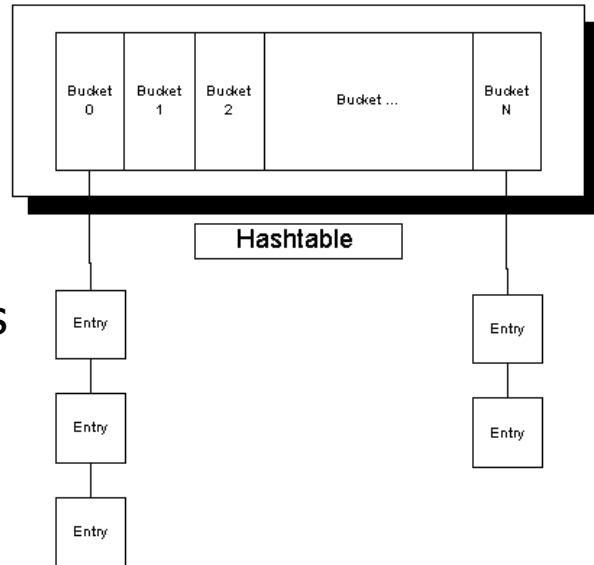 Bucket
0
Bucket
1
Bucket
2
Bucket ...
Bucket
N
Hashtable
s
Entry
Entry
Entry
Entry
Entry